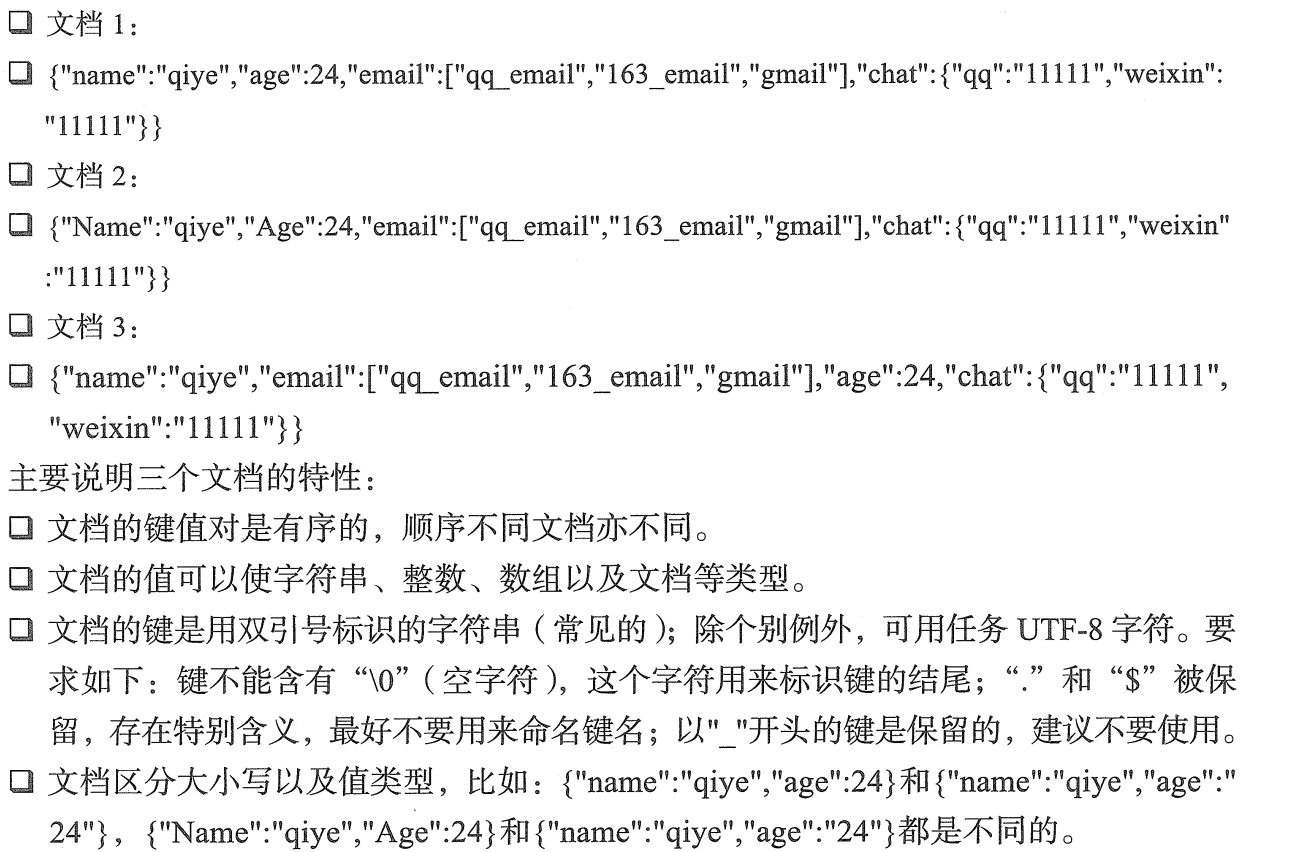 ❑ 文档 1：
❑ {"name":"qiye","age":24,"email":["qq_email","163_email","gmail"],"chat":{"qq":"11111","weixin":
"11111"}}
❑ 文档 2：
❑ {"Name":"qiye","Age":24,"email":["qq_email","163_email","gmail"],"chat":{"qq":"11111","weixin"
:"11111"}}
❑ 文档 3：
❑ {"name":"qiye","email":["qq_email","163_email","gmail"],"age":24,"chat":{"qq":"11111",
"weixin":"11111"}}
主要说明三个文档的特性：
❑ 文档的键值对是有序的，顺序不同文档亦不同。
❑ 文档的值可以使字符串、整数、数组以及文档等类型。
❑ 文档的键是用双引号标识的字符串（常见的）；除个别例外，可用任务 UTF-8 字符。要
求如下：键不能含有“\0”（空字符），这个字符用来标识键的结尾；“.”和“$”被保
留，存在特别含义，最好不要用来命名键名；以"_"开头的键是保留的，建议不要使用。
❑ 文档区分大小写以及值类型，比如：{"name":"qiye","age":24}和{"name":"qiye","age":"
24"}，{"Name":"qiye","Age":24}和{"name":"qiye","age":"24"}都是不同的。